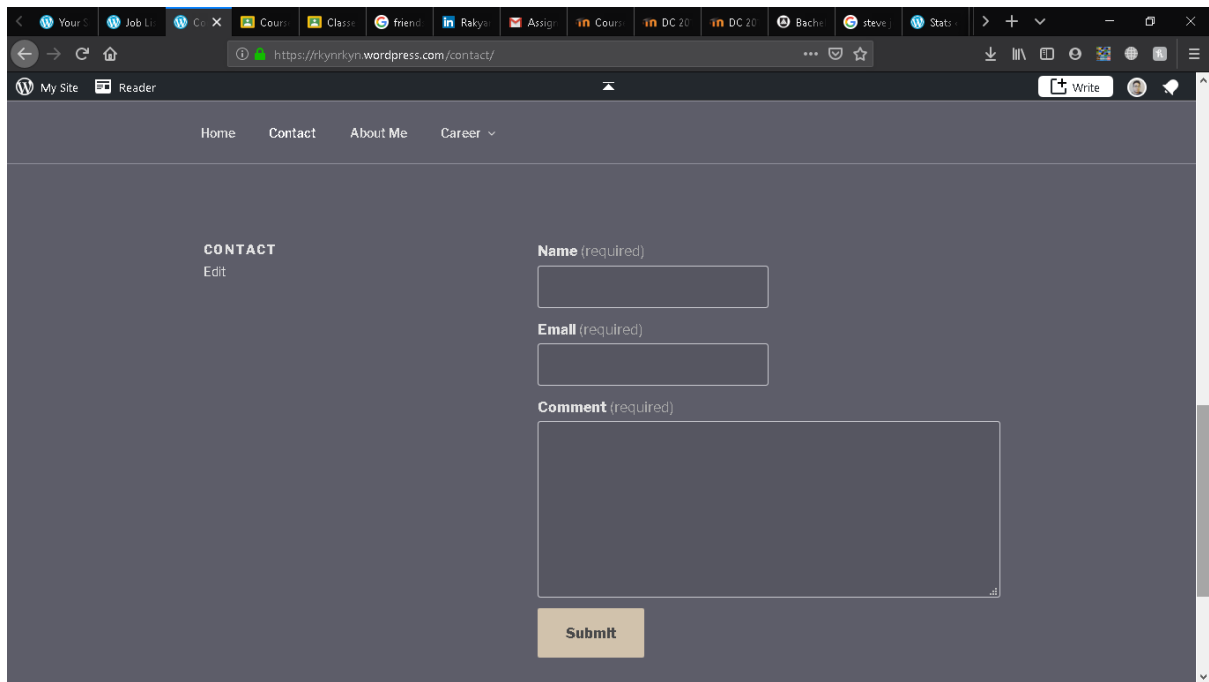 Your S Job Li Co Cours Classe friend Rakya Assign Cours DC 20 DC 20 Bache steve j Stats
https://rkynrkyn.wordpress.com/contact/
My Site Reader Write
Home Contact About Me Career
CONTACT
Edit
Name (required)
Email (required)
Comment (required)
Submit